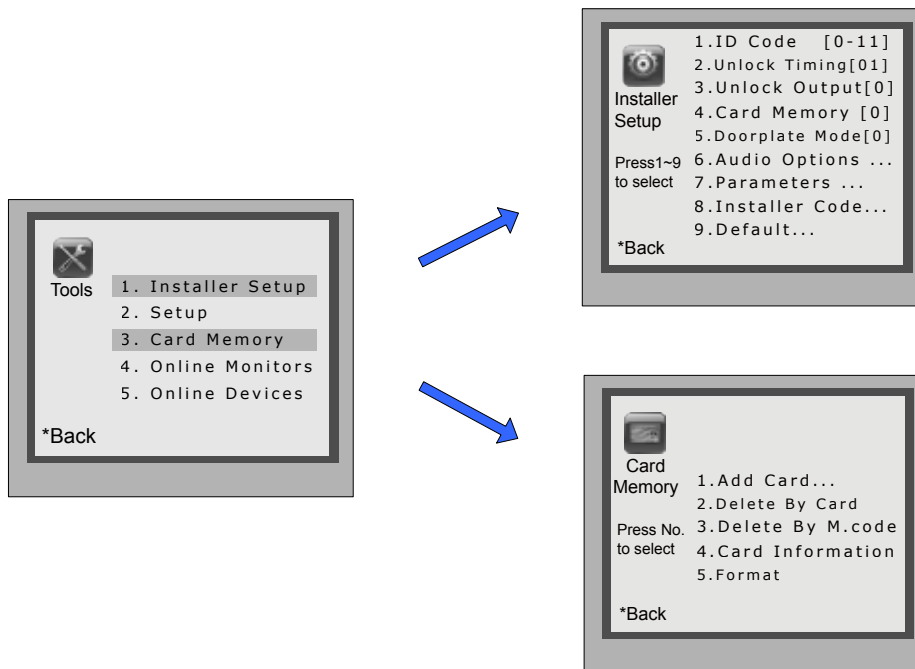 Tools
1. Installer Setup
2. Setup
3. Card Memory
4. Online Monitors
5. Online Devices
*Back
Installer
Setup
Press1~9
to select
*Back
1.ID Code [0-11]
2.Unlock Timing[01]
3.Unlock Output[0]
4.Card Memory [0]
5.Doorplate Mode[0]
6.Audio Options ...
7.Parameters ...
8.Installer Code...
9.Default...
Card
Memory
Press No.
to select
*Back
1.Add Card...
2.Delete By Card
3.Delete By M.code
4.Card Information
5.Format